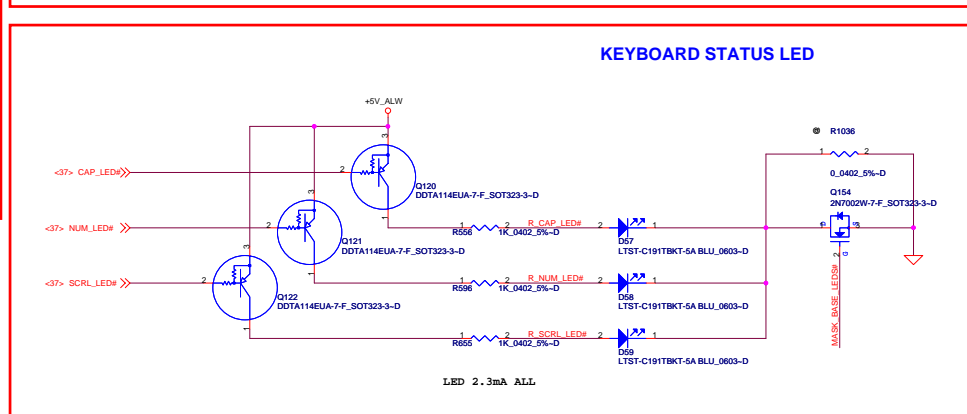 KEYBOARD STATUS LED
+5V_ALW
@ R1036
1 2
0_0402_5%~D
<37> CAP_LED#
2
3
Q120
DDTA114EUA-7-F_SOT323-3~D
1
Q154
2N7002W-7-F_SOT323-3~D
D
1
S
3
G
2
MASK_BASE_LEDS#
<37> NUM_LED#
2
3
Q121
DDTA114EUA-7-F_SOT323-3~D
1
1 2
R556 1K_0402_5%~D
R_CAP_LED#
2 1
D57
LTST-C191TBKT-5A BLU_0603~D
<37> SCRL_LED#
2
3
Q122
DDTA114EUA-7-F_SOT323-3~D
1
1 2
R596 1K_0402_5%~D
R_NUM_LED#
2 1
D58
LTST-C191TBKT-5A BLU_0603~D
1 2
R655 1K_0402_5%~D
R_SCRL_LED#
2 1
D59
LTST-C191TBKT-5A BLU_0603~D
LED 2.3mA ALL